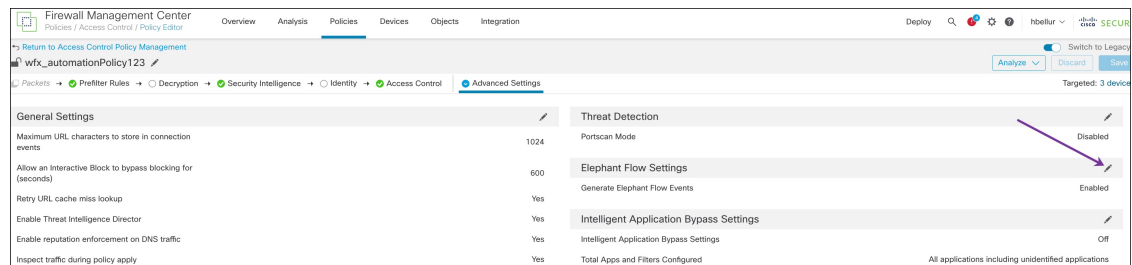 Firewall Management Center
Policies / Access Control / Policy Editor
Overview Analysis Policies Devices Objects Integration
Deploy 4 hbellur cisco SECUR
Return to Access Control Policy Management
Switch to Legacy
wfx_automationPolicy123
Analyze Discard Save
Packets → Prefilter Rules → Decryption → Security Intelligence → Identity → Access Control Advanced Settings
Targeted: 3 device
General Settings
Maximum URL characters to store in connection
events
1024
Allow an Interactive Block to bypass blocking for
(seconds)
600
Retry URL cache miss lookup Yes
Enable Threat Intelligence Director Yes
Enable reputation enforcement on DNS traffic Yes
Inspect traffic during policy apply Yes
Threat Detection
Portscan Mode Disabled
Elephant Flow Settings
Generate Elephant Flow Events Enabled
Intelligent Application Bypass Settings
Intelligent Application Bypass Settings Off
Total Apps and Filters Configured All applications including unidentified applications